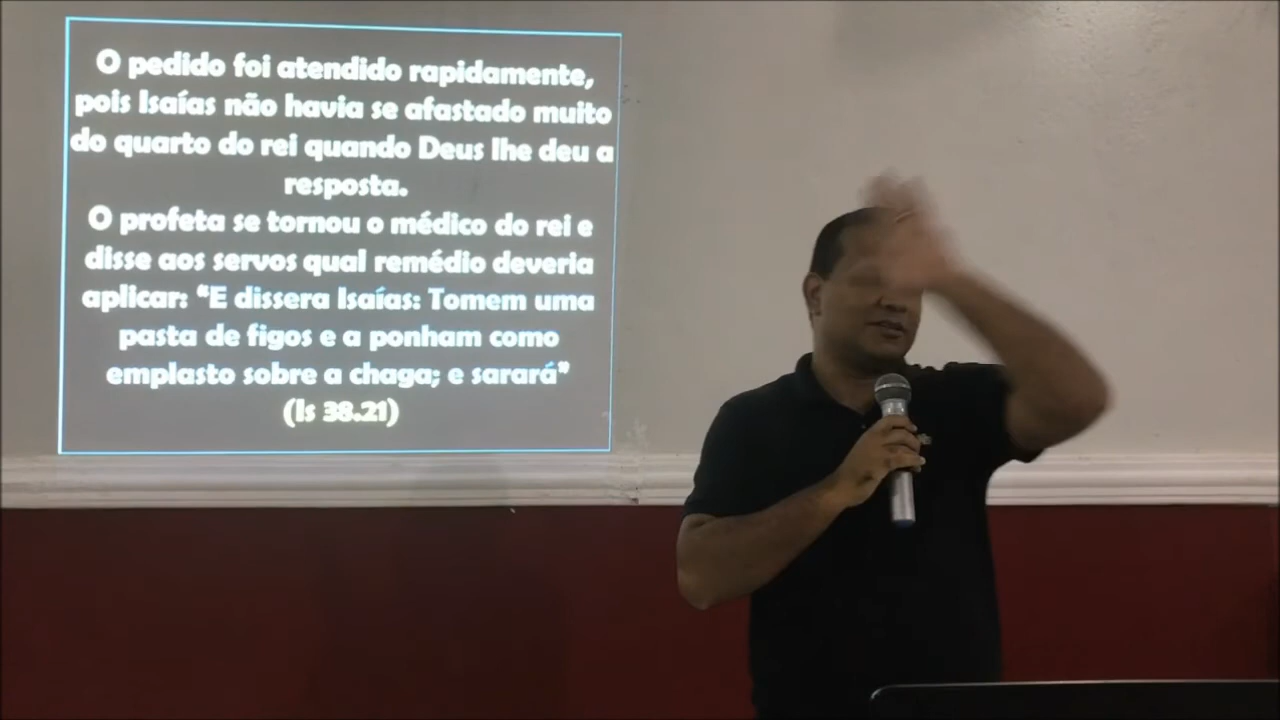 O pedido foi atendido rapidamente,
pois Isaías não havia se afastado muito
do quarto do rei quando Deus lhe deu a
resposta.
O profeta se tornou o médico do rei e
disse aos servos qual remédio deveria
aplicar: “E dissera Isaías: Tomem uma
pasta de figos e a ponham como
emplasto sobre a chaga; e sarará”
(Is 38.21)